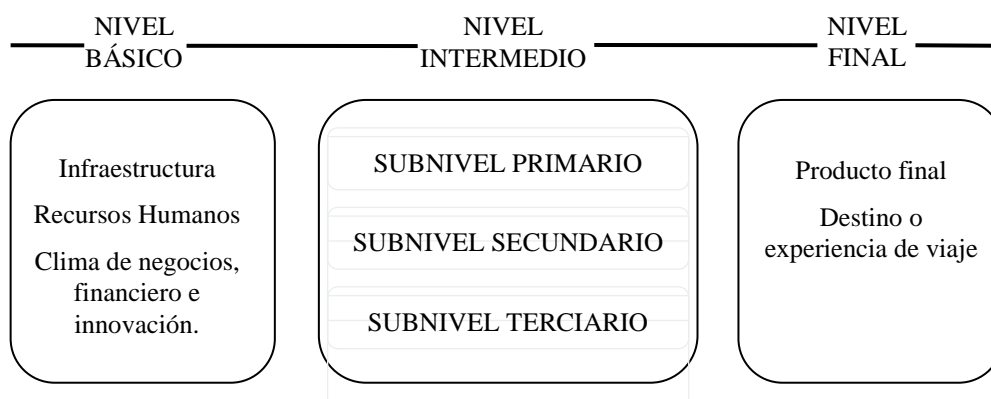 NIVEL
BÁSICO
NIVEL
INTERMEDIO
NIVEL
FINAL
Infraestructura
Recursos Humanos
Clima de negocios,
financiero e
innovación.
SUBNIVEL PRIMARIO
SUBNIVEL SECUNDARIO
SUBNIVEL TERCIARIO
Producto final
Destino o
experiencia de viaje